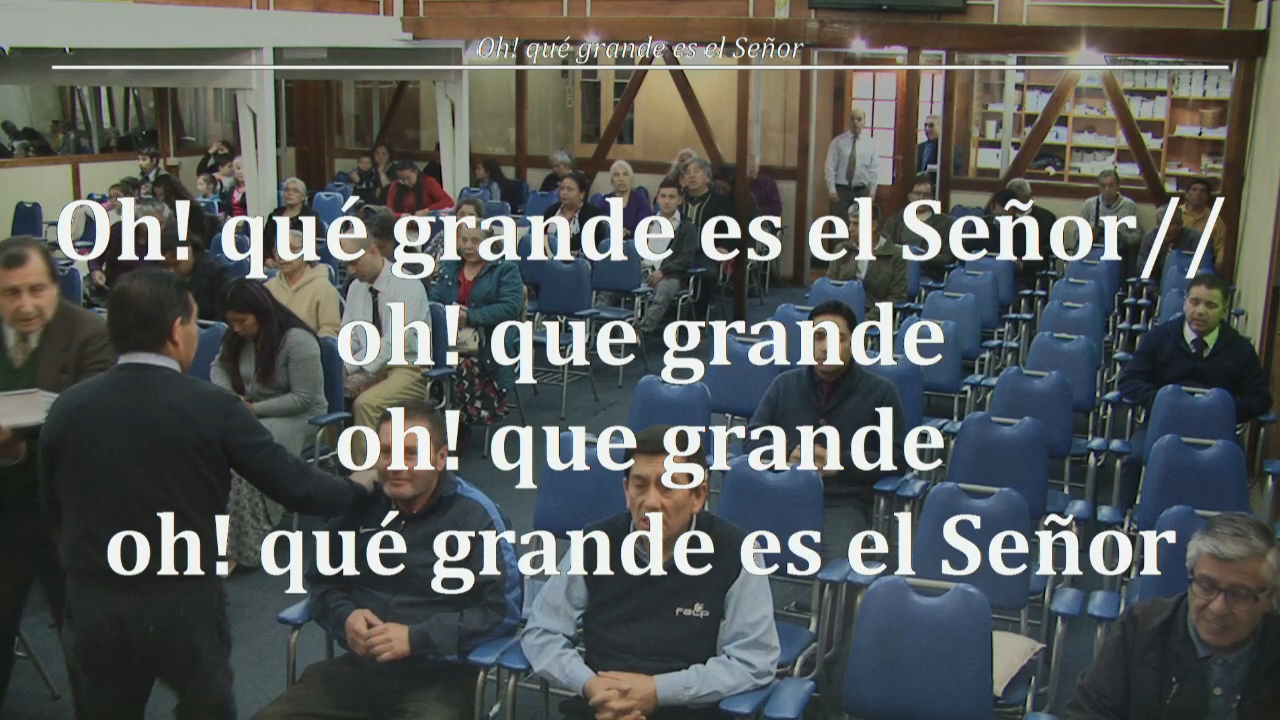 Oh! qué grande es el Señor
Oh! qué grande es el Señor//
oh! que grande
oh! que grande
oh! qué grande es el Señor